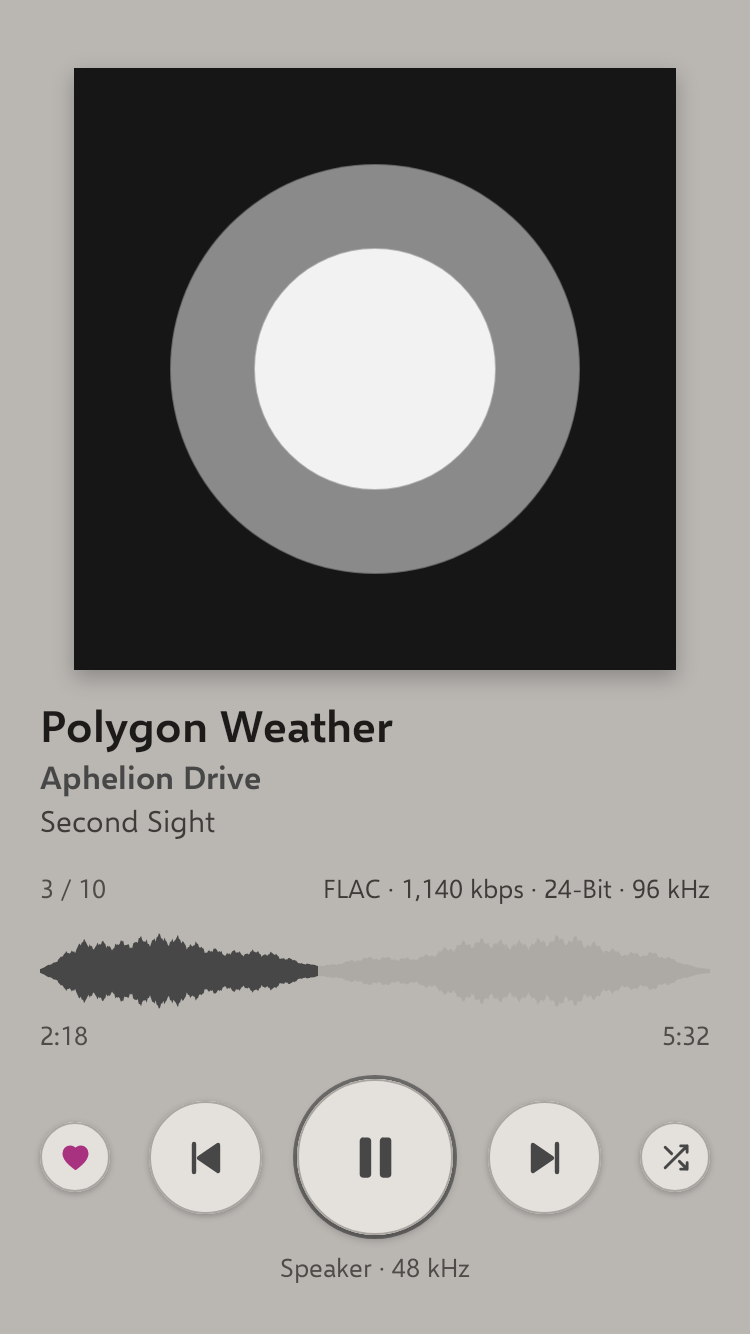 Polygon Weather
Aphelion Drive
Second Sight
3 / 10
FLAC · 1,140 kbps · 24-Bit · 96 kHz
2:18
5:32
Speaker · 48 kHz